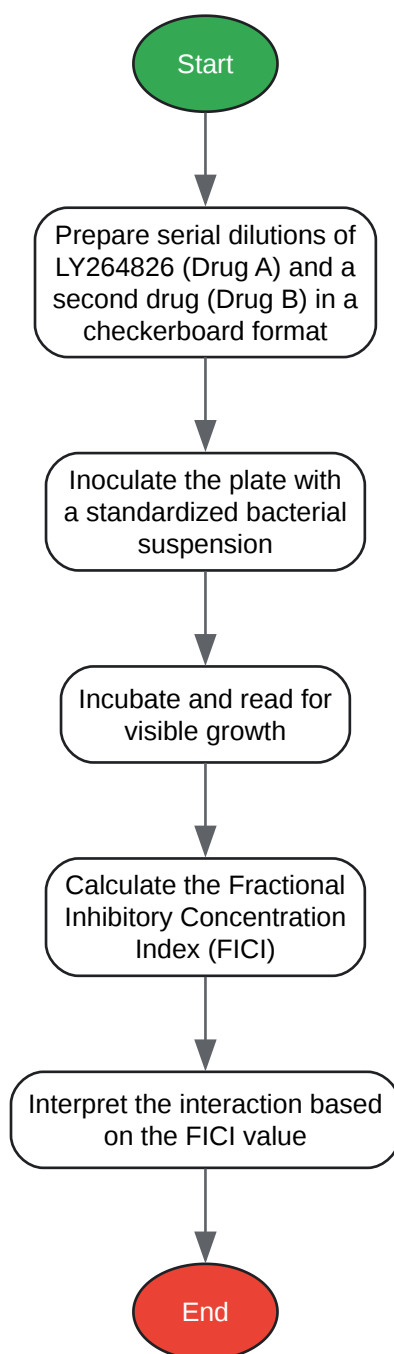 Start
Prepare serial dilutions of
LY264826 (Drug A) and a
second drug (Drug B) in a
checkerboard format
Inoculate the plate with
a standardized bacterial
suspension
Incubate and read for
visible growth
Calculate the Fractional
Inhibitory Concentration
Index (FICI)
Interpret the interaction based
on the FICI value
End